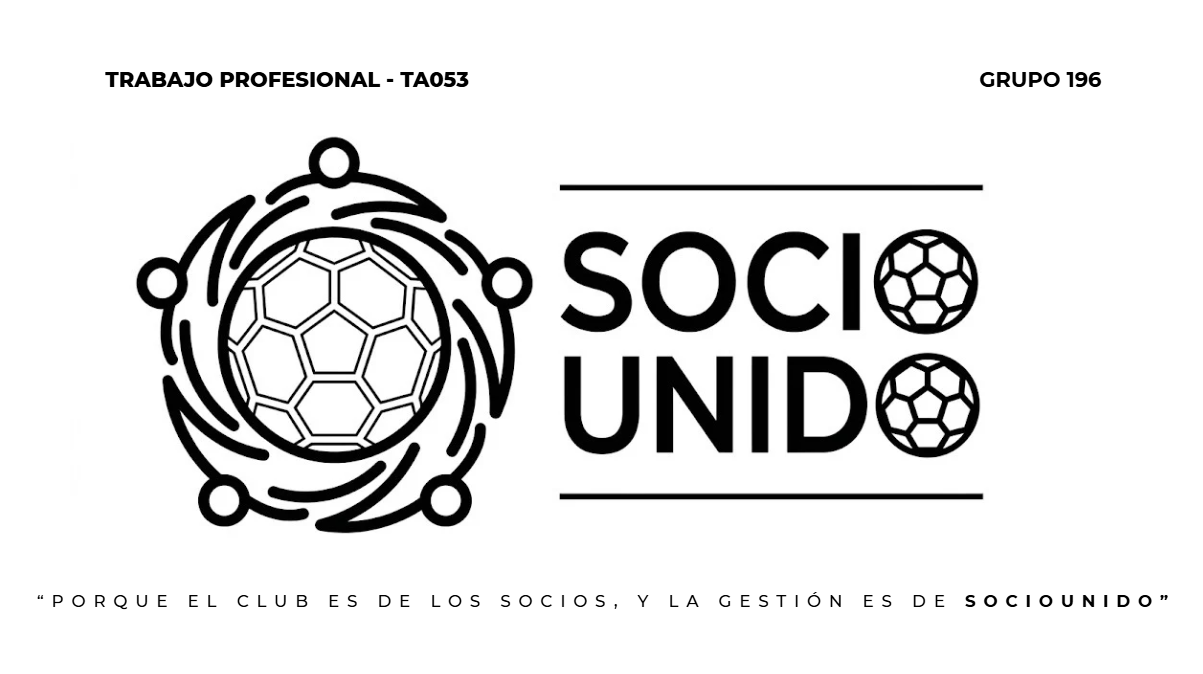 TRABAJO PROFESIONAL - TA053
GRUPO 196
SOCIO
UNIDO
“PORQUE EL CLUB ES DE LOS SOCIOS, Y LA GESTIÓN ES DE SOCIOUNIDO”